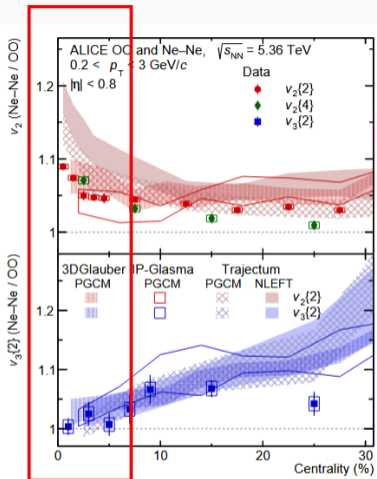 ALICE OO and Ne–Ne, √sNN = 5.36 TeV
0.2 < pT < 3 GeV/c
|η| < 0.8
Data
v2{2}
v2{4}
v3{2}
v2 (Ne–Ne / OO)
1.2
1.1
1
3DGlauber IP-Glasma Trajectum
PGCM PGCM PGCM NLEFT
v2{2}
v3{2}
v3{2} (Ne–Ne / OO)
1.2
1.1
1
0 10 20 30
Centrality (%)